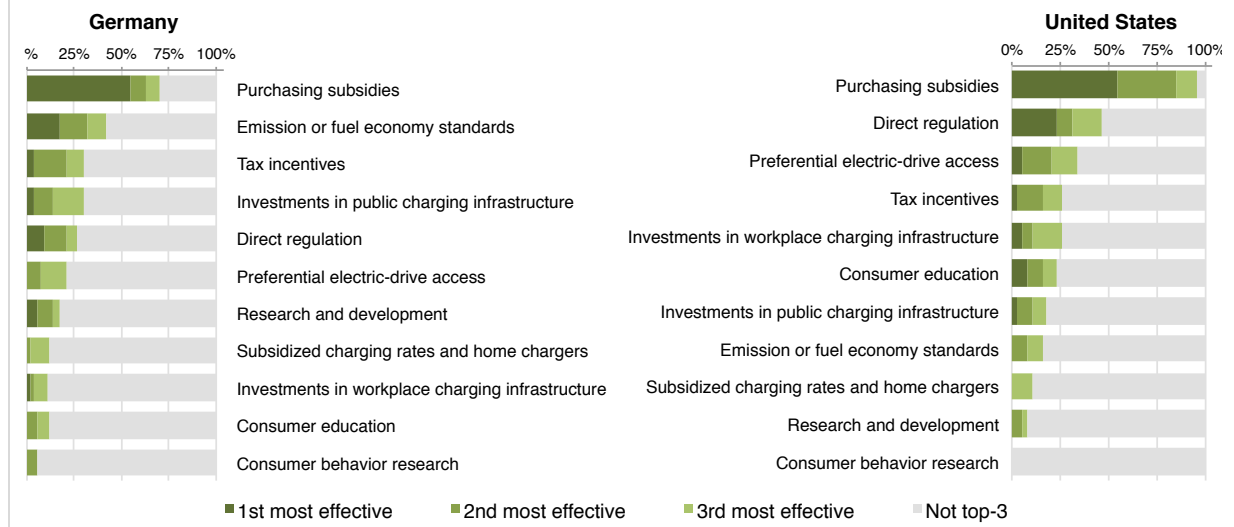 Germany
% 25% 50% 75% 100%
Purchasing subsidies
Emission or fuel economy standards
Tax incentives
Investments in public charging infrastructure
Direct regulation
Preferential electric-drive access
Research and development
Subsidized charging rates and home chargers
Investments in workplace charging infrastructure
Consumer education
Consumer behavior research
United States
0% 25% 50% 75% 100%
Purchasing subsidies
Direct regulation
Preferential electric-drive access
Tax incentives
Investments in workplace charging infrastructure
Consumer education
Investments in public charging infrastructure
Emission or fuel economy standards
Subsidized charging rates and home chargers
Research and development
Consumer behavior research
1st most effective 2nd most effective 3rd most effective Not top-3